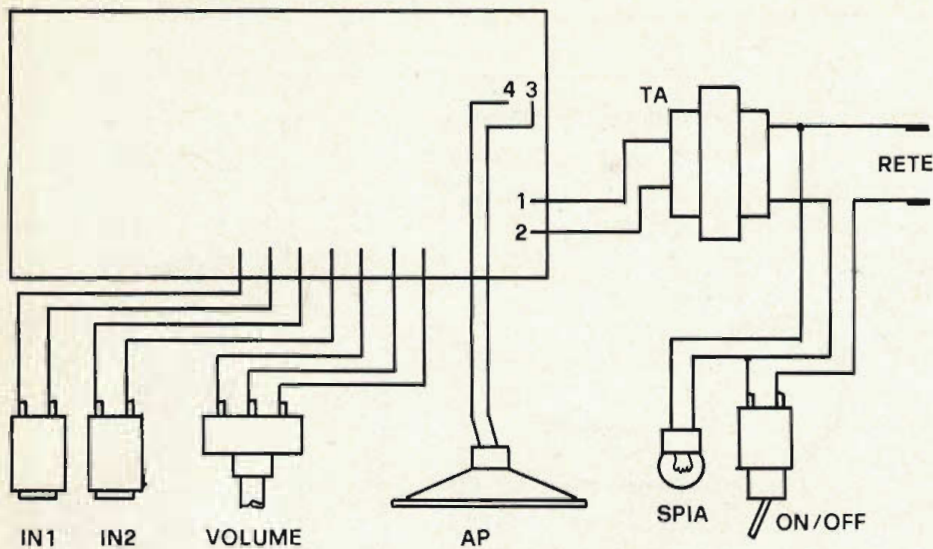 4 3
TA
RETE
1
2
SPIA
ON/OFF
IN1 IN2 VOLUME AP